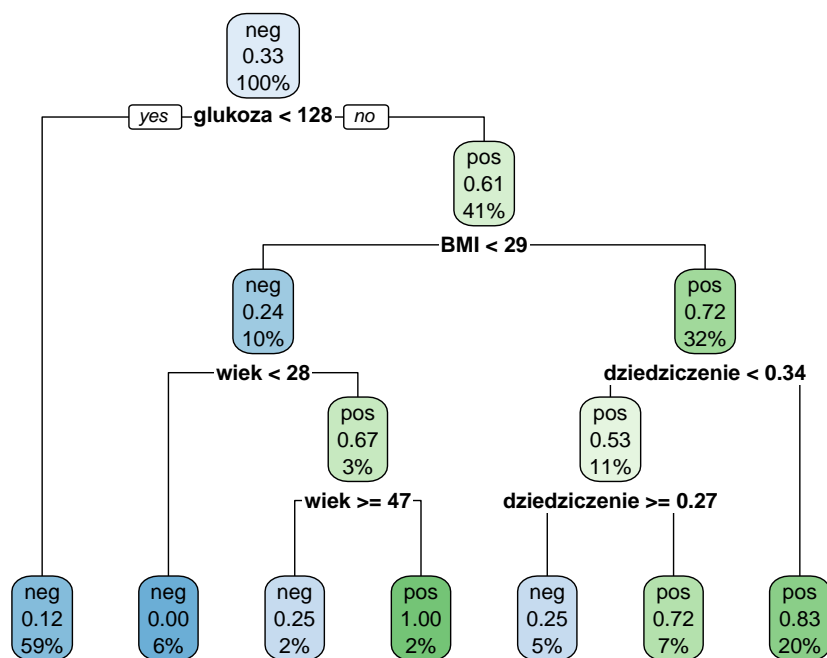 neg
0.33
100%
yes glukoza < 128 no
pos
0.61
41%
BMI < 29
neg
0.24
10%
pos
0.72
32%
wiek < 28
dziedziczenie < 0.34
pos
0.67
3%
pos
0.53
11%
wiek >= 47
dziedziczenie >= 0.27
neg
0.12
59%
neg
0.00
6%
neg
0.25
2%
pos
1.00
2%
neg
0.25
5%
pos
0.72
7%
pos
0.83
20%